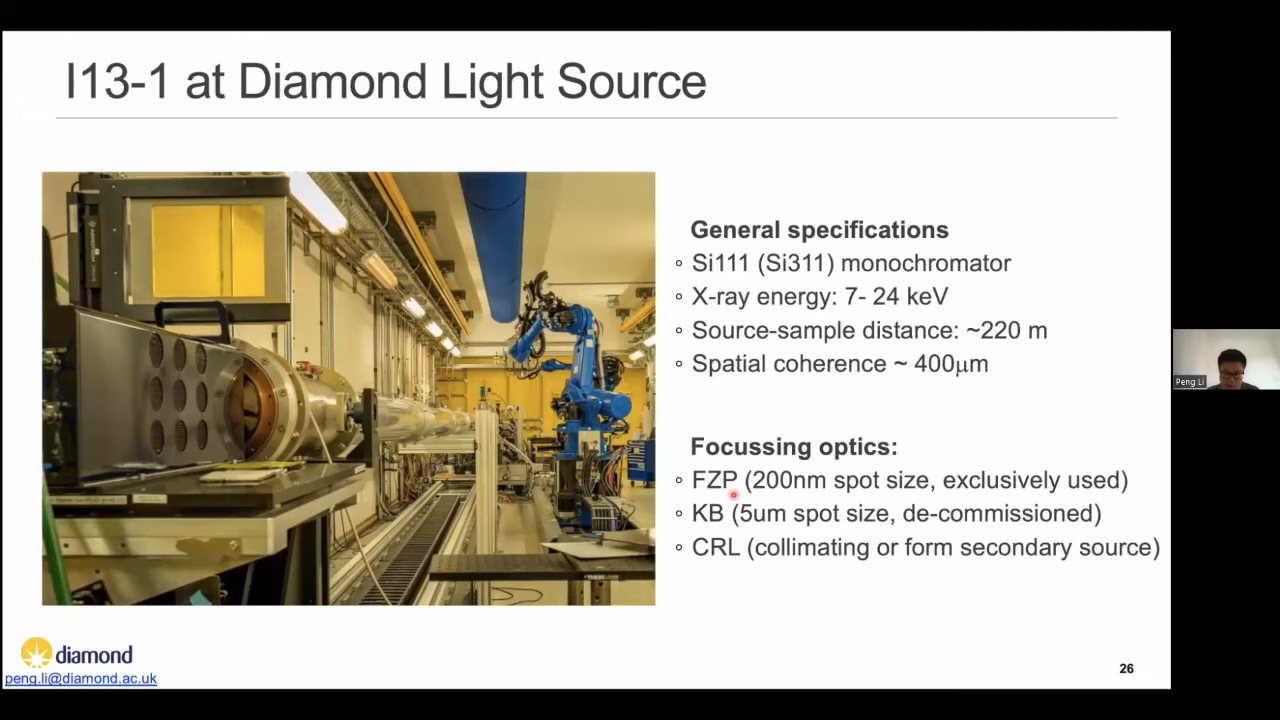 I13-1 at Diamond Light Source
General specifications
Si111 (Si311) monochromator
X-ray energy: 7- 24 keV
Source-sample distance: ~220 m
Spatial coherence ~ 400μm
Focussing optics:
FZP (200nm spot size, exclusively used)
KB (5um spot size, de-commissioned)
CRL (collimating or form secondary source)
Peng Li
diamond
peng.li@diamond.ac.uk
26